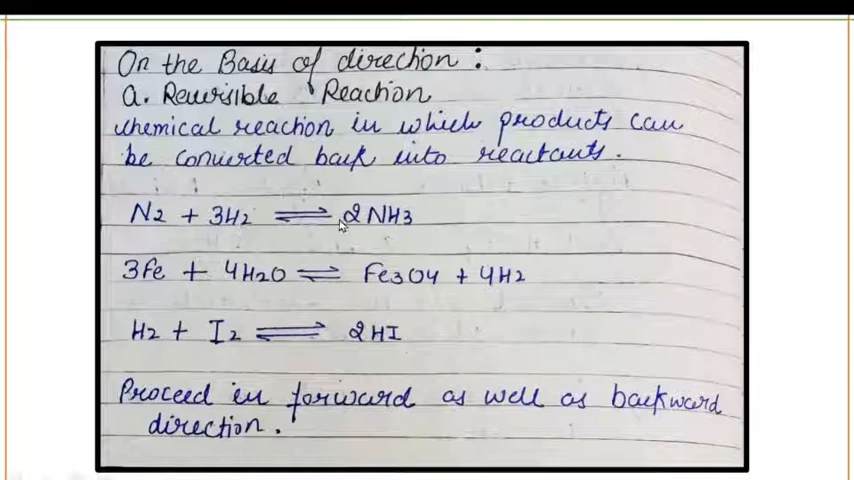 On the Basis of direction :
a. Reversible Reaction
chemical reaction in which products can
be converted back into reactants.
N2 + 3H2 ⇌ 2NH3
3Fe + 4H2O ⇌ Fe3O4 + 4H2
H2 + I2 ⇌ 2HI
Proceed in forward as well as backward
direction.